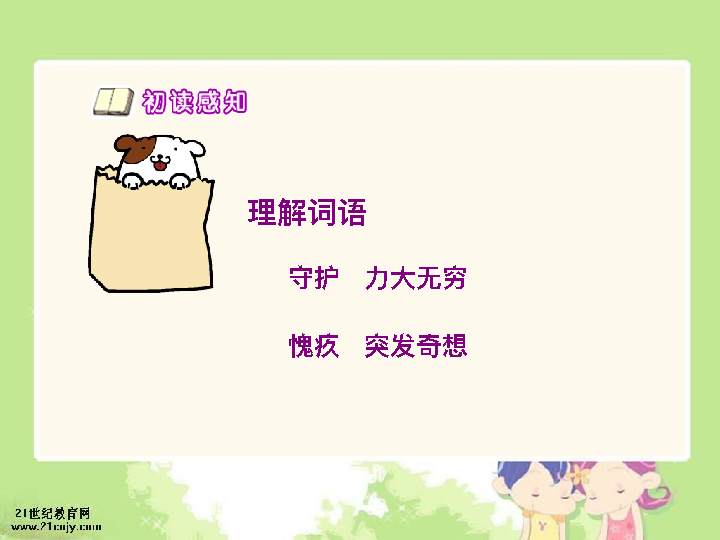 初读感知
理解词语
守护 力大无穷
愧疚 突发奇想
21世纪教育网
www.21cnjy.com